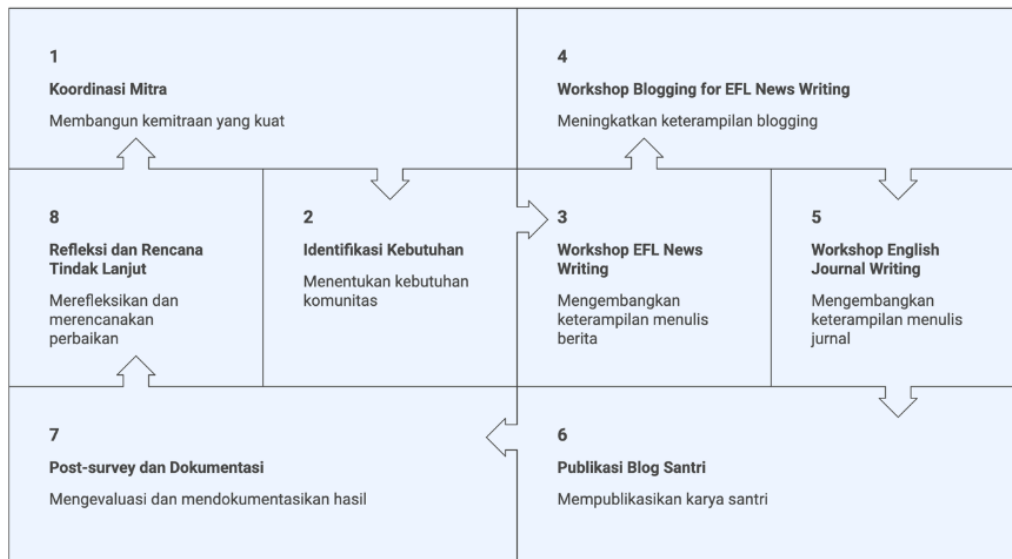 1
Koordinasi Mitra
Membangun kemitraan yang kuat
4
Workshop Blogging for EFL News Writing
Meningkatkan keterampilan blogging
8
Refleksi dan Rencana
Tindak Lanjut
Merefleksikan dan
merencanakan
perbaikan
2
Identifikasi Kebutuhan
Menentukan kebutuhan
komunitas
3
Workshop EFL News
Writing
Mengembangkan
keterampilan menulis
berita
5
Workshop English
Journal Writing
Mengembangkan
keterampilan menulis
jurnal
7
Post-survey dan Dokumentasi
Mengevaluasi dan mendokumentasikan hasil
6
Publikasi Blog Santri
Mempublikasikan karya santri